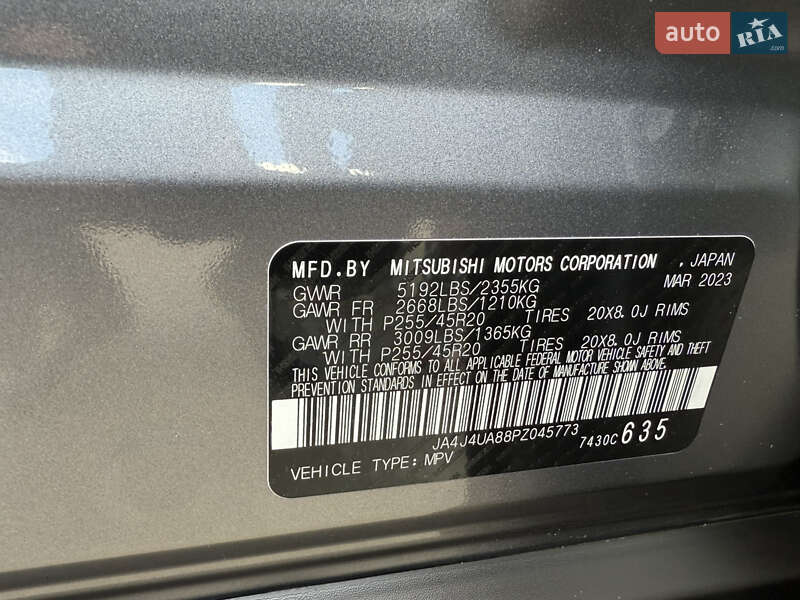 auto RIA.com
MFD.BY MITSUBISHI MOTORS CORPORATION , JAPAN
MAR 2023
GVWR 5192LBS/2355KG
GAWR FR 2668LBS/1210KG
WITH P255/45R20 TIRES 20X8.0J RIMS
GAWR RR 3009LBS/1365KG
WITH P255/45R20 TIRES 20X8.0J RIMS
THIS VEHICLE CONFORMS TO ALL APPLICABLE FEDERAL MOTOR VEHICLE SAFETY AND THEFT
PREVENTION STANDARDS IN EFFECT ON THE DATE OF MANUFACTURE SHOWN ABOVE.
JA4J4UA88PZ045773 7430C 635
VEHICLE TYPE: MPV